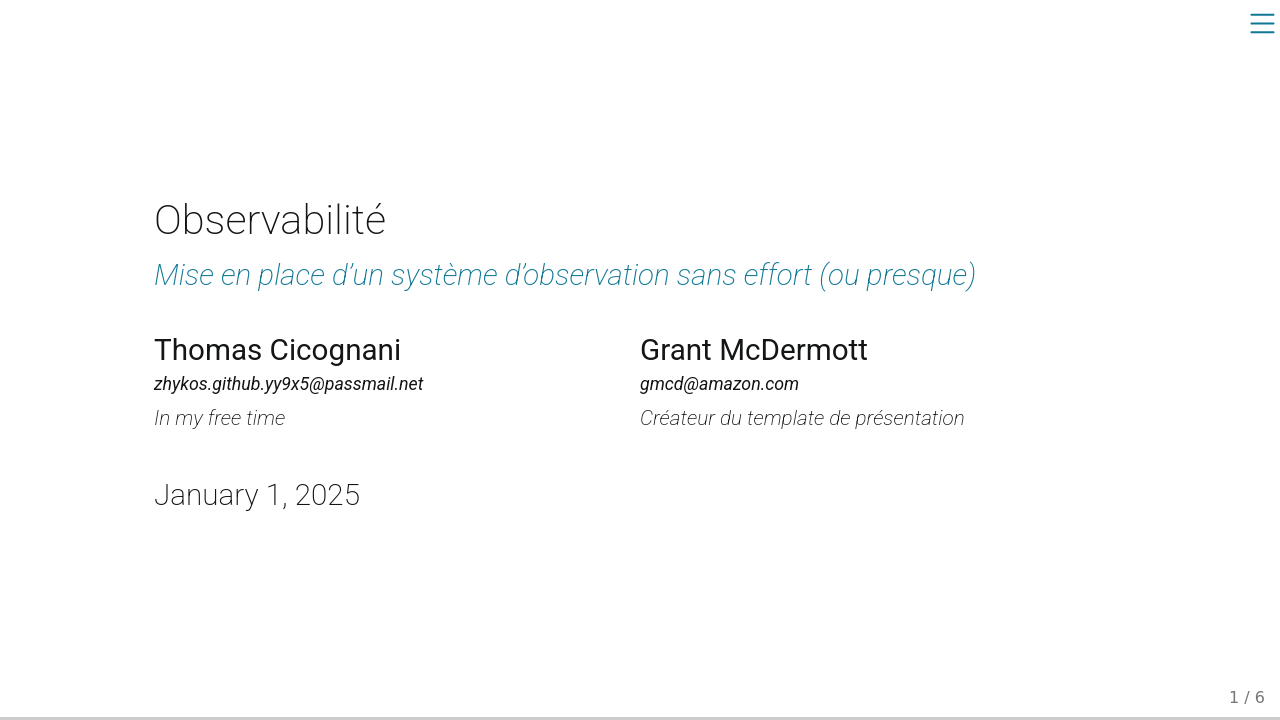 Observabilité
Mise en place d’un système d’observation sans effort (ou presque)
Thomas Cicognani
zhykos.github.yy9x5@passmail.net
In my free time
Grant McDermott
gmcd@amazon.com
Créateur du template de présentation
January 1, 2025
1 / 6